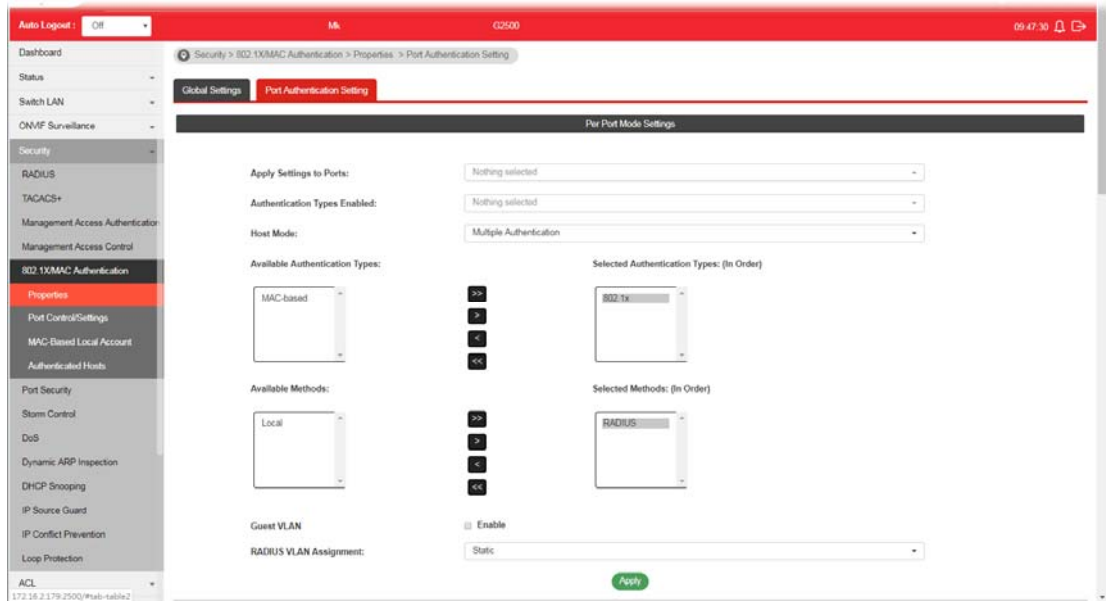 Auto Logout : Off Mk G2500 09:47:30
Dashboard
Status
Switch LAN
ONVIF Surveillance
Security
RADIUS
TACACS+
Management Access Authentication
Management Access Control
802.1X/MAC Authentication
Properties
Port Control/Settings
MAC-Based Local Account
Authenticated Hosts
Port Security
Storm Control
DoS
Dynamic ARP Inspection
DHCP Snooping
IP Source Guard
IP Conflict Prevention
Loop Protection
ACL
172.16.2.179:2500/#tab-table2
Security > 802.1X/MAC Authentication > Properties > Port Authentication Setting
Global Settings Port Authentication Setting
Per Port Mode Settings
Apply Settings to Ports: Nothing selected
Authentication Types Enabled: Nothing selected
Host Mode: Multiple Authentication
Available Authentication Types: Selected Authentication Types: (In Order)
MAC-based >> 802.1x
>
<
<<
Available Methods: Selected Methods: (In Order)
Local >> RADIUS
>
<
<<
Guest VLAN Enable
RADIUS VLAN Assignment: Static
Apply